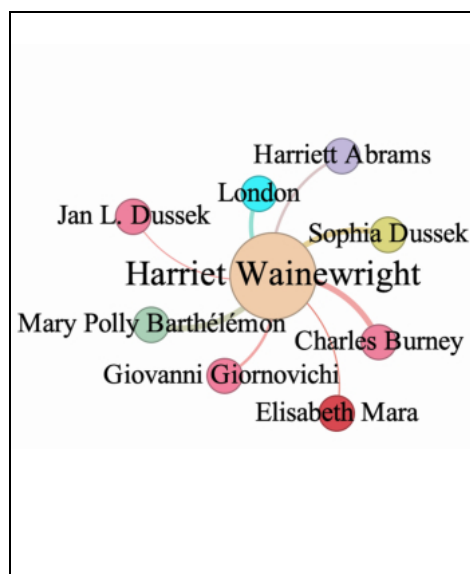 Harriett Abrams
London
Jan L. Dussek
Sophia Dussek
Harriet Wainewright
Mary Polly Barthélémon
Charles Burney
Giovanni Giornovichi
Elisabeth Mara